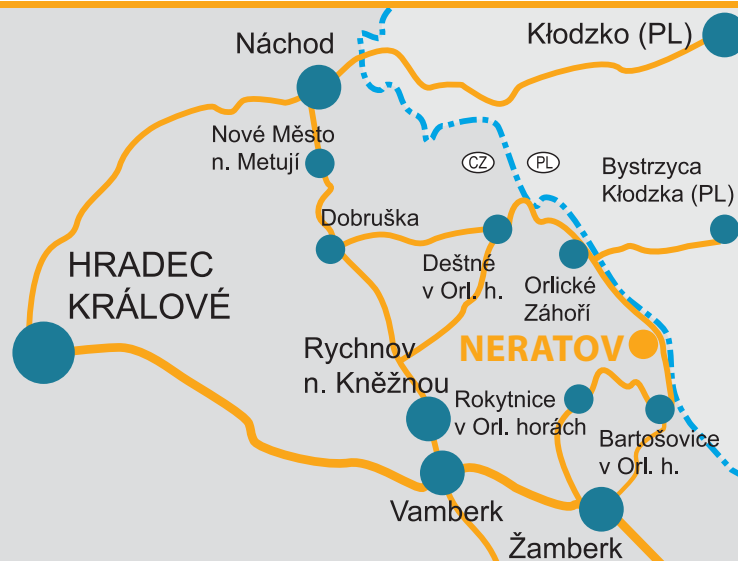 Náchod
Kłodzko (PL)
Nové Město
n. Metují
CZ
PL
Bystrzyca
Kłodzka (PL)
Dobruška
HRADEC
KRÁLOVÉ
Deštné
v Orl. h.
Orlické
Záhoří
Rychnov
n. Kněžnou
NERATOV
Rokytnice
v Orl. horách
Bartošovice
v Orl. h.
Vamberk
Žamberk